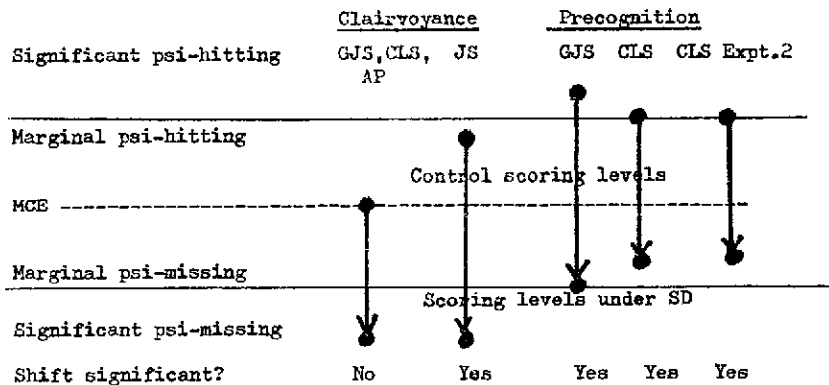 Clairvoyance Precognition
Significant psi-hitting GJS,CLS, JS GJS CLS CLS Expt.2
AP
Marginal psi-hitting
Control scoring levels
MCE
Marginal psi-missing
Scoring levels under SD
Significant psi-missing
Shift significant? No Yes Yes Yes Yes